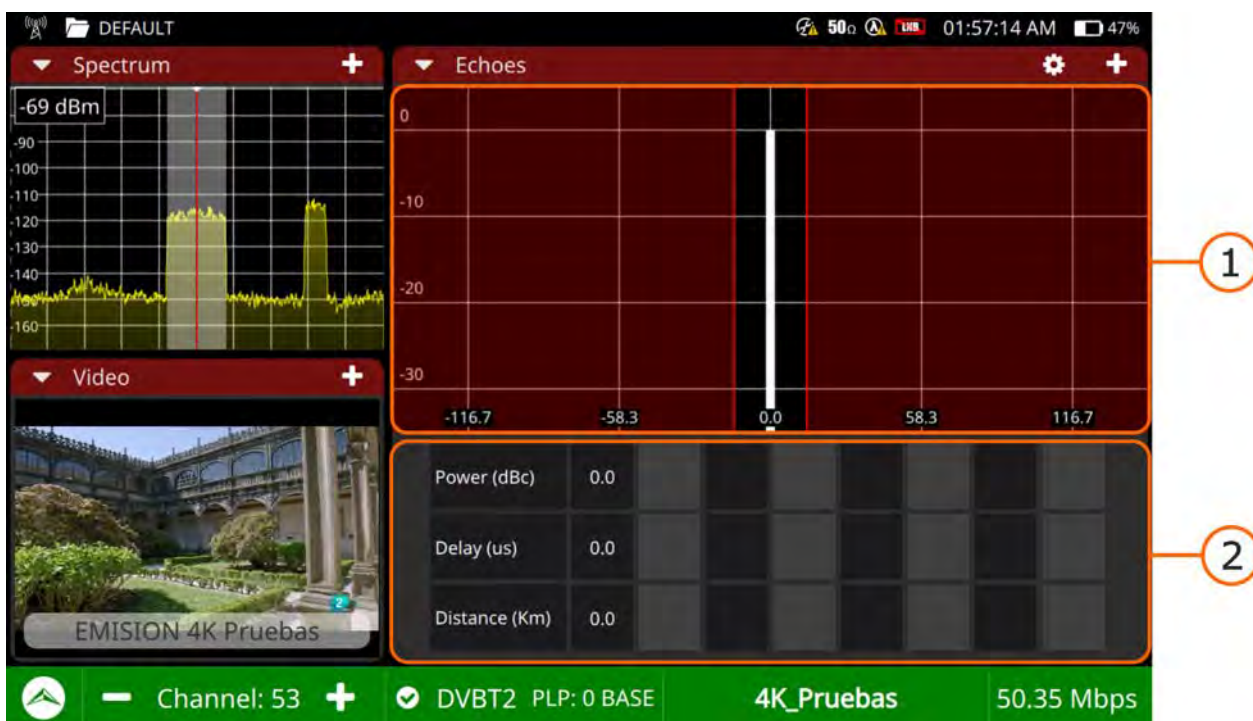 DEFAULT 50Ω LNB 01:57:14 AM 47%
Spectrum
-69 dBm
-90
-100
-110
-120
-130
-140
-160
Echoes
0
-10
-20
-30
-116.7 -58.3 0.0 58.3 116.7
1
Video
2
EMISION 4K Pruebas
Power (dBc) 0.0
Delay (us) 0.0
Distance (Km) 0.0
2
Channel: 53 DVBT2 PLP: 0 BASE 4K_Pruebas 50.35 Mbps